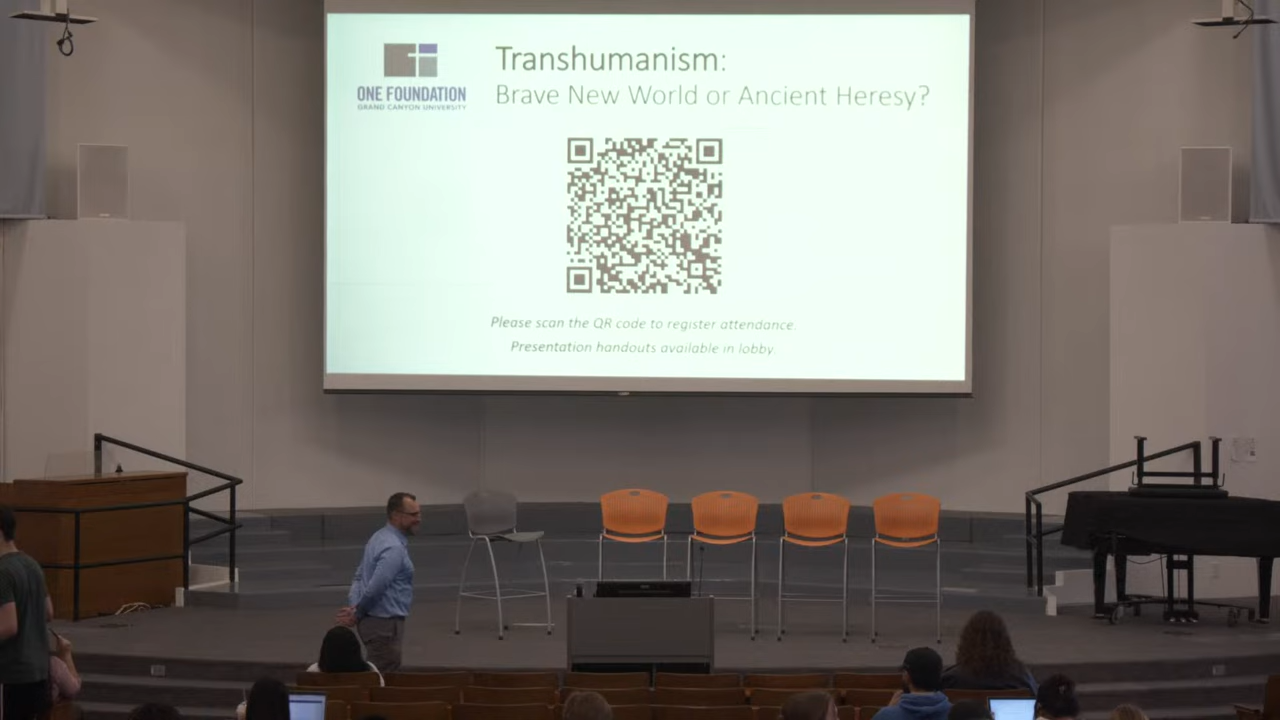 Transhumanism:
Brave New World or Ancient Heresy?
ONE FOUNDATION
GRAND CANYON UNIVERSITY
Please scan the QR code to register attendance.
Presentation handouts available in lobby.